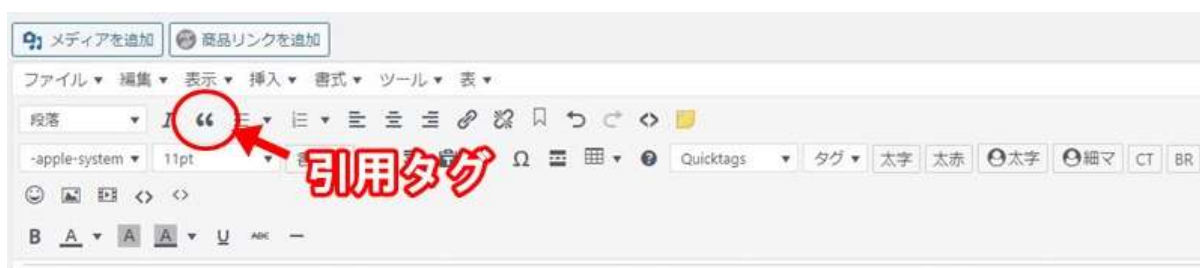 メディアを追加 商品リンクを追加
ファイル 編集 表示 挿入 書式 ツール 表
段落 I
-apple-system 11pt Ω Quicktags タグ 太字 太赤 太字 細マ CT BR
引用タグ
B A A A U ABC